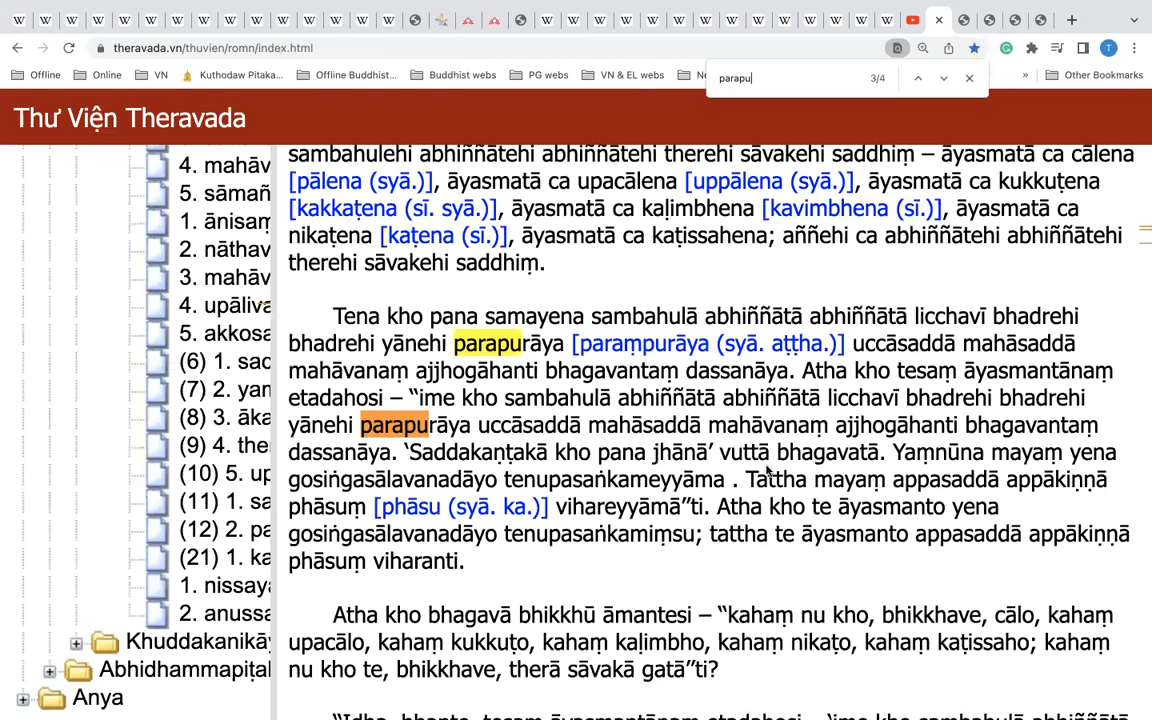 theravada.vn/thuvien/romn/index.html
Offline
Online
VN
Kuthodaw Pitaka...
Offline Buddhist...
Buddhist webs
PG webs
VN & EL webs
Other Bookmarks
parapu
3/4
Thư Viện Theravada
4. mahāv
5. sāmañ
1. ānisaṃ
2. nāthav
3. mahāv
4. upāliva
5. akkosa
(6) 1. sac
(7) 2. yam
(8) 3. āka
(9) 4. the
(10) 5. up
(11) 1. sa
(12) 2. pa
(21) 1. ka
1. nissaya
2. anussa
Khuddakanikāy
Abhidhammapiṭal
Anya
sambahulehi abhiññātehi abhiññātehi therehi sāvakehi saddhiṃ – āyasmatā ca cālena
[pālena (syā.)], āyasmatā ca upacālena [uppālena (syā.)], āyasmatā ca kukkuṭena
[kakkaṭena (sī. syā.)], āyasmatā ca kaḷimbhena [kavimbhena (sī.)], āyasmatā ca
nikaṭena [kaṭena (sī.)], āyasmatā ca kaṭissahena; aññehi ca abhiññātehi abhiññātehi
therehi sāvakehi saddhiṃ.
Tena kho pana samayena sambahulā abhiññātā abhiññātā licchavī bhadrehi
bhadrehi yānehi parapurāya [paraṃpurāya (syā. aṭṭha.)] uccāsaddā mahāsaddā
mahāvanaṃ ajjhogāhanti bhagavantaṃ dassanāya. Atha kho tesaṃ āyasmantānaṃ
etadahosi – “ime kho sambahulā abhiññātā abhiññātā licchavī bhadrehi bhadrehi
yānehi parapurāya uccāsaddā mahāsaddā mahāvanaṃ ajjhogāhanti bhagavantaṃ
dassanāya. ‘Saddakaṇṭakā kho pana jhānā’ vuttā bhagavatā. Yaṃnūna mayaṃ yena
gosiṅgasālavanadāyo tenupasaṅkameyyāma . Tattha mayaṃ appasaddā appākiṇṇā
phāsuṃ [phāsu (syā. ka.)] vihareyyāmā”ti. Atha kho te āyasmanto yena
gosiṅgasālavanadāyo tenupasaṅkamiṃsu; tattha te āyasmanto appasaddā appākiṇṇā
phāsuṃ viharanti.
Atha kho bhagavā bhikkhū āmantesi – “kahaṃ nu kho, bhikkhave, cālo, kahaṃ
upacālo, kahaṃ kukkuṭo, kahaṃ kaḷimbho, kahaṃ nikaṭo, kahaṃ kaṭissaho; kahaṃ
nu kho te, bhikkhave, therā sāvakā gatā”ti?